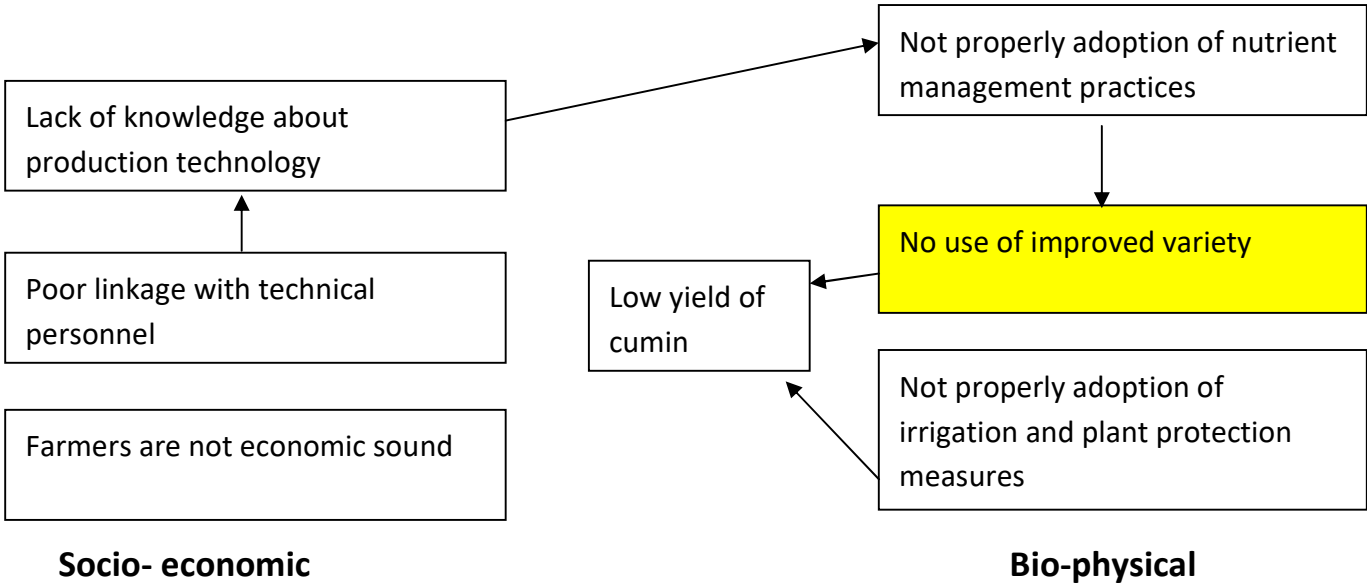 Lack of knowledge about
production technology
Poor linkage with technical
personnel
Farmers are not economic sound
Socio- economic
Low yield of
cumin
Not properly adoption of nutrient
management practices
No use of improved variety
Not properly adoption of
irrigation and plant protection
measures
Bio-physical